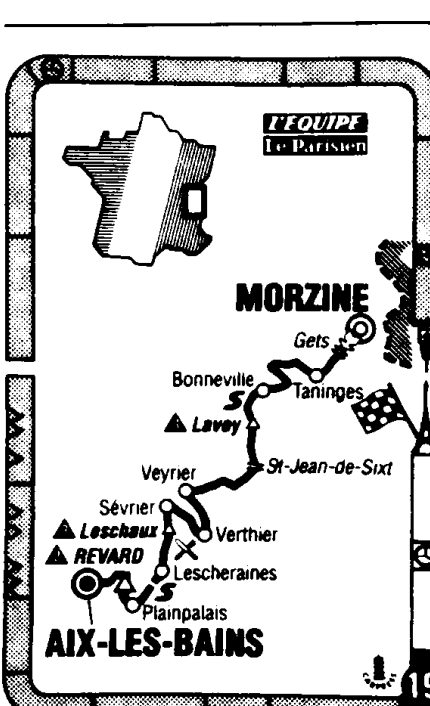 L'EQUIPE
Le Parisien
MORZINE
Gets
Bonneville
Taninges
Lavey
St-Jean-de-Sixt
Veyrier
Sévrier
Leschaux
Verthier
REVARD
Lescheraines
Plainpalais
AIX-LES-BAINS
19